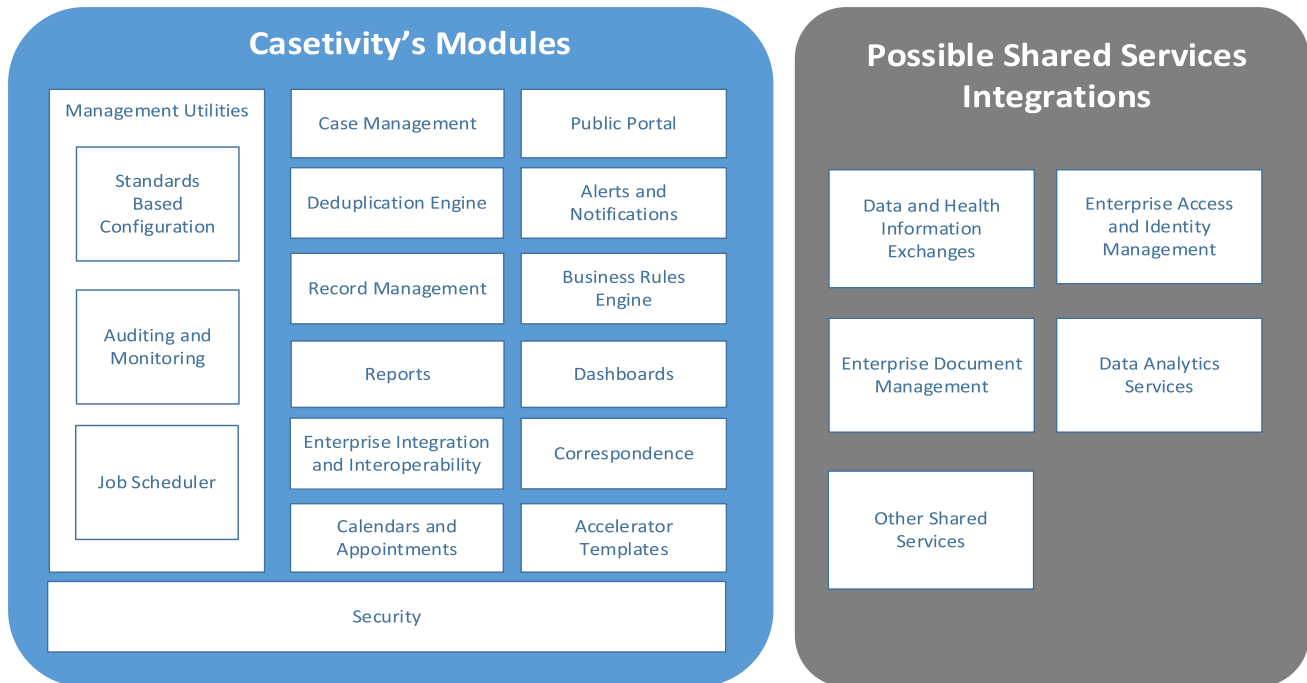 Casetivity’s Modules
Management Utilities
Standards
Based
Configuration
Auditing and
Monitoring
Job Scheduler
Case Management
Public Portal
Deduplication Engine
Alerts and
Notifications
Record Management
Business Rules
Engine
Reports
Dashboards
Enterprise Integration
and Interoperability
Correspondence
Calendars and
Appointments
Accelerator
Templates
Security
Possible Shared Services
Integrations
Data and Health
Information
Exchanges
Enterprise Access
and Identity
Management
Enterprise Document
Management
Data Analytics
Services
Other Shared
Services